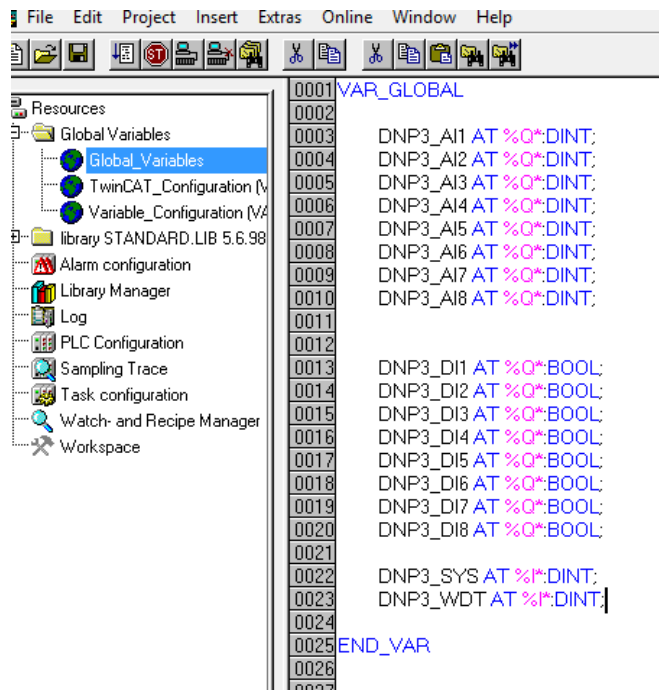 File Edit Project Insert Extras Online Window Help
Resources
Global Variables
Global_Variables
TwinCAT_Configuration (V
Variable_Configuration (VA
library STANDARD.LIB 5.6.98
Alarm configuration
Library Manager
Log
PLC Configuration
Sampling Trace
Task configuration
Watch- and Recipe Manager
Workspace
0001 VAR_GLOBAL
0002
0003 DNP3_AI1 AT %Q*:DINT;
0004 DNP3_AI2 AT %Q*:DINT;
0005 DNP3_AI3 AT %Q*:DINT;
0006 DNP3_AI4 AT %Q*:DINT;
0007 DNP3_AI5 AT %Q*:DINT;
0008 DNP3_AI6 AT %Q*:DINT;
0009 DNP3_AI7 AT %Q*:DINT;
0010 DNP3_AI8 AT %Q*:DINT;
0011
0012
0013 DNP3_DI1 AT %Q*:BOOL;
0014 DNP3_DI2 AT %Q*:BOOL;
0015 DNP3_DI3 AT %Q*:BOOL;
0016 DNP3_DI4 AT %Q*:BOOL;
0017 DNP3_DI5 AT %Q*:BOOL;
0018 DNP3_DI6 AT %Q*:BOOL;
0019 DNP3_DI7 AT %Q*:BOOL;
0020 DNP3_DI8 AT %Q*:BOOL;
0021
0022 DNP3_SYS AT %I*:DINT;
0023 DNP3_WDT AT %I*:DINT;
0024
0025 END_VAR
0026